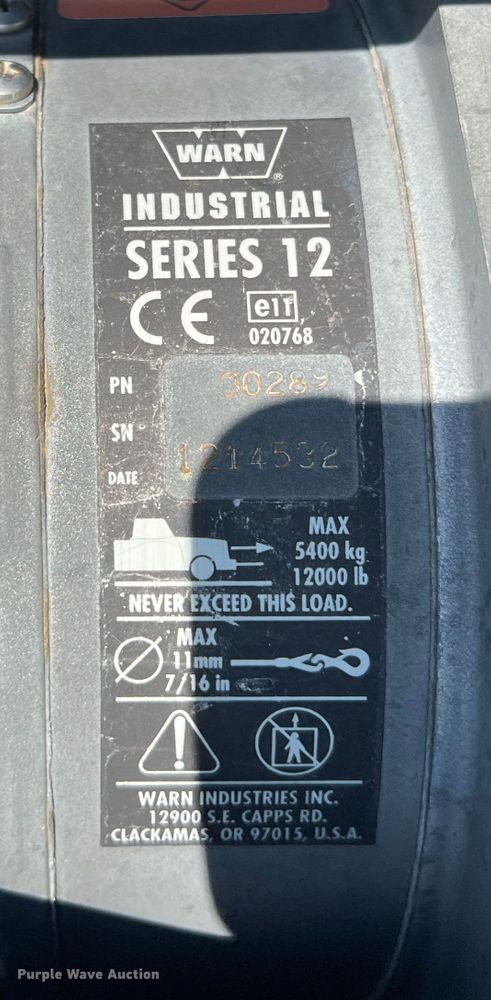 WARN
®
INDUSTRIAL
SERIES 12
CE e11
020768
PN 30289
SN
1214532
DATE
MAX
5400 kg
12000 lb
NEVER EXCEED THIS LOAD.
MAX
11mm
7/16 in
WARN INDUSTRIES INC.
12900 S.E. CAPPS RD.
CLACKAMAS, OR 97015, U.S.A.
Purple Wave Auction